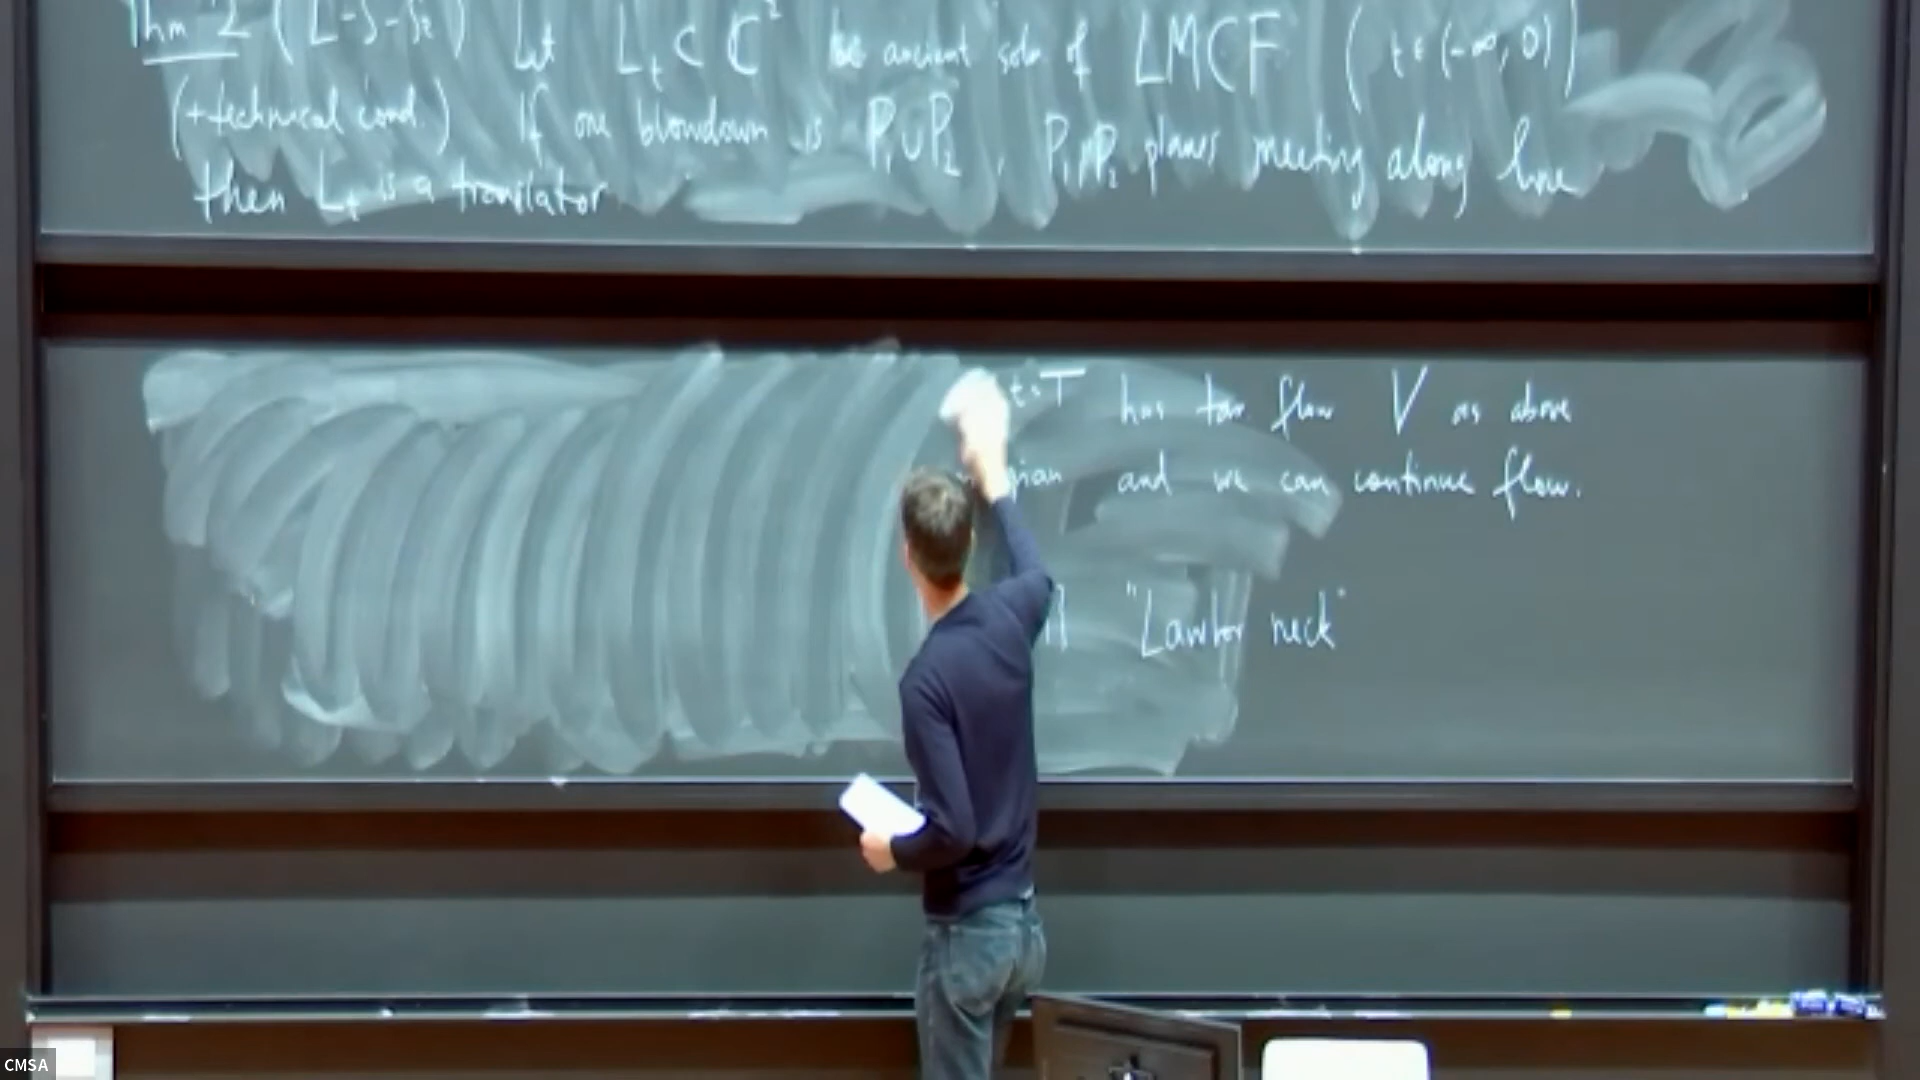 Thm 2 (L-S-Sz) Let L_t ⊂ ℂ² be ancient soln of LMCF (t ∈ (-∞, 0))
(+technical cond.) If one blowdown is P₁∪P₂, P₁, P₂ planes meeting along line
then L_t is a translator
t=T has tan. flow V as above
gian and we can continue flow.
"Lawlor neck"
CMSA